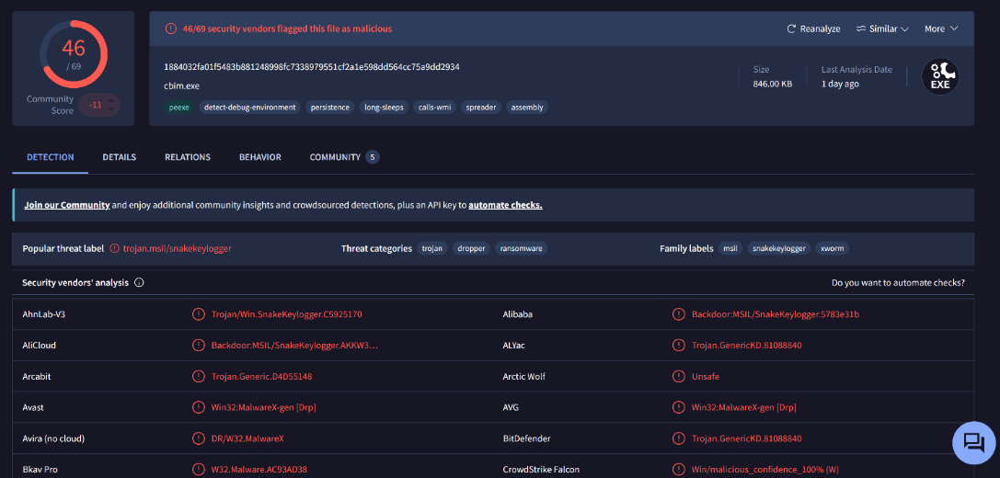 46
/ 69
Community
Score
-11
46/69 security vendors flagged this file as malicious
Reanalyze
Similar
More
1884032fa01f5483b881248998fc7338979551cf2a1e598dd564cc75a9dd2934
cbim.exe
Size
846.00 KB
Last Analysis Date
1 day ago
EXE
peexe detect-debug-environment persistence long-sleeps calls-wmi spreader assembly
DETECTION DETAILS RELATIONS BEHAVIOR COMMUNITY 5
Join our Community and enjoy additional community insights and crowdsourced detections, plus an API key to automate checks.
Popular threat label trojan.msil/snakekeylogger Threat categories trojan dropper ransomware Family labels msil snakekeylogger xworm
Security vendors' analysis Do you want to automate checks?
AhnLab-V3 Trojan/Win.SnakeKeylogger.C5925170 Alibaba Backdoor:MSIL/SnakeKeylogger.5783e31b
AliCloud Backdoor:MSIL/SnakeKeylogger.AKKW3... ALYac Trojan.GenericKD.81088840
Arcabit Trojan.Generic.D4D55148 Arctic Wolf Unsafe
Avast Win32:MalwareX-gen [Drp] AVG Win32:MalwareX-gen [Drp]
Avira (no cloud) DR/W32.MalwareX BitDefender Trojan.GenericKD.81088840
Bkav Pro W32.Malware.AC93AD38 CrowdStrike Falcon Win/malicious_confidence_100% (W)